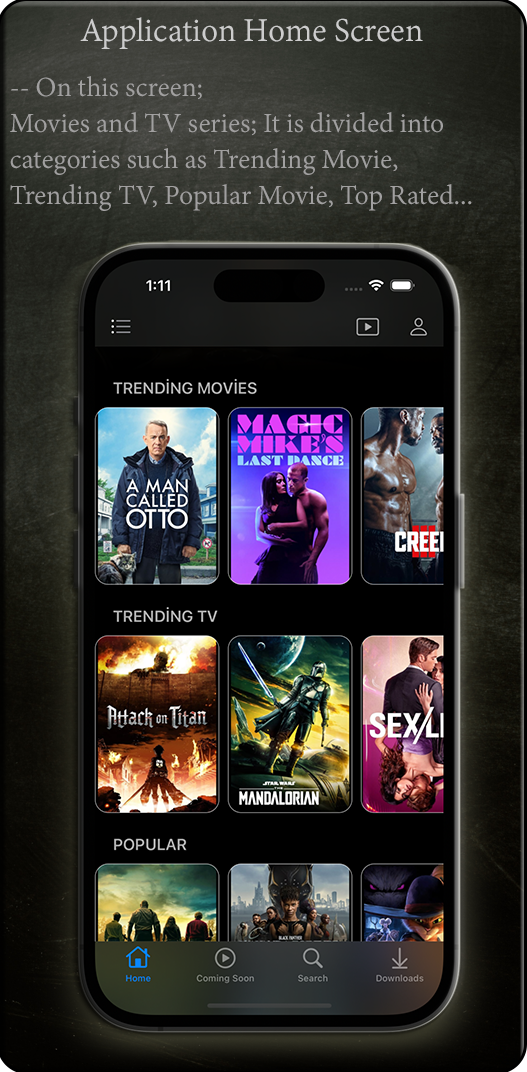 Application Home Screen
-- On this screen;
Movies and TV series; It is divided into
categories such as Trending Movie,
Trending TV, Popular Movie, Top Rated...
1:11
TRENDİNG MOVİES
A MAN
CALLED
OTTO
MAGIC
MIKE'S
LAST DANCE
CREE
III
TRENDİNG TV
Attack on Titan
STAR WARS
THE
MANDALORIAN
SEX/LI
POPULAR
BLACK PANTHER
Home
Coming Soon
Search
Downloads